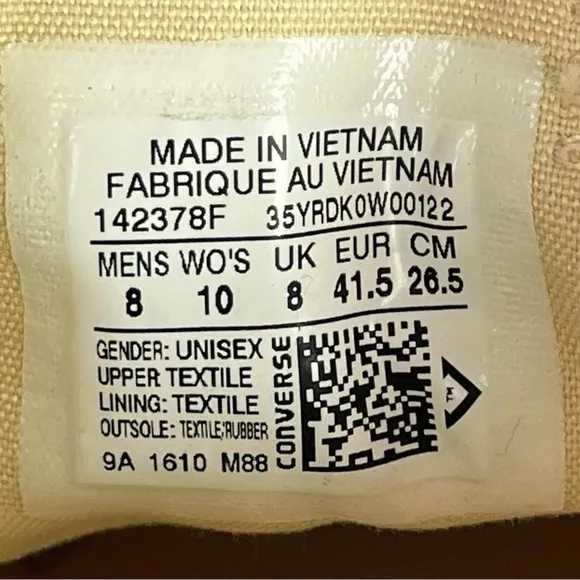 MADE IN VIETNAM
FABRIQUE AU VIETNAM
142378F 35YRDK0W00122
MENS WO'S UK EUR CM
8 10 8 41.5 26.5
GENDER: UNISEX
UPPER TEXTILE
LINING: TEXTILE
OUTSOLE: TEXTILE/RUBBER
9A 1610 M88
CONVERSE
TM